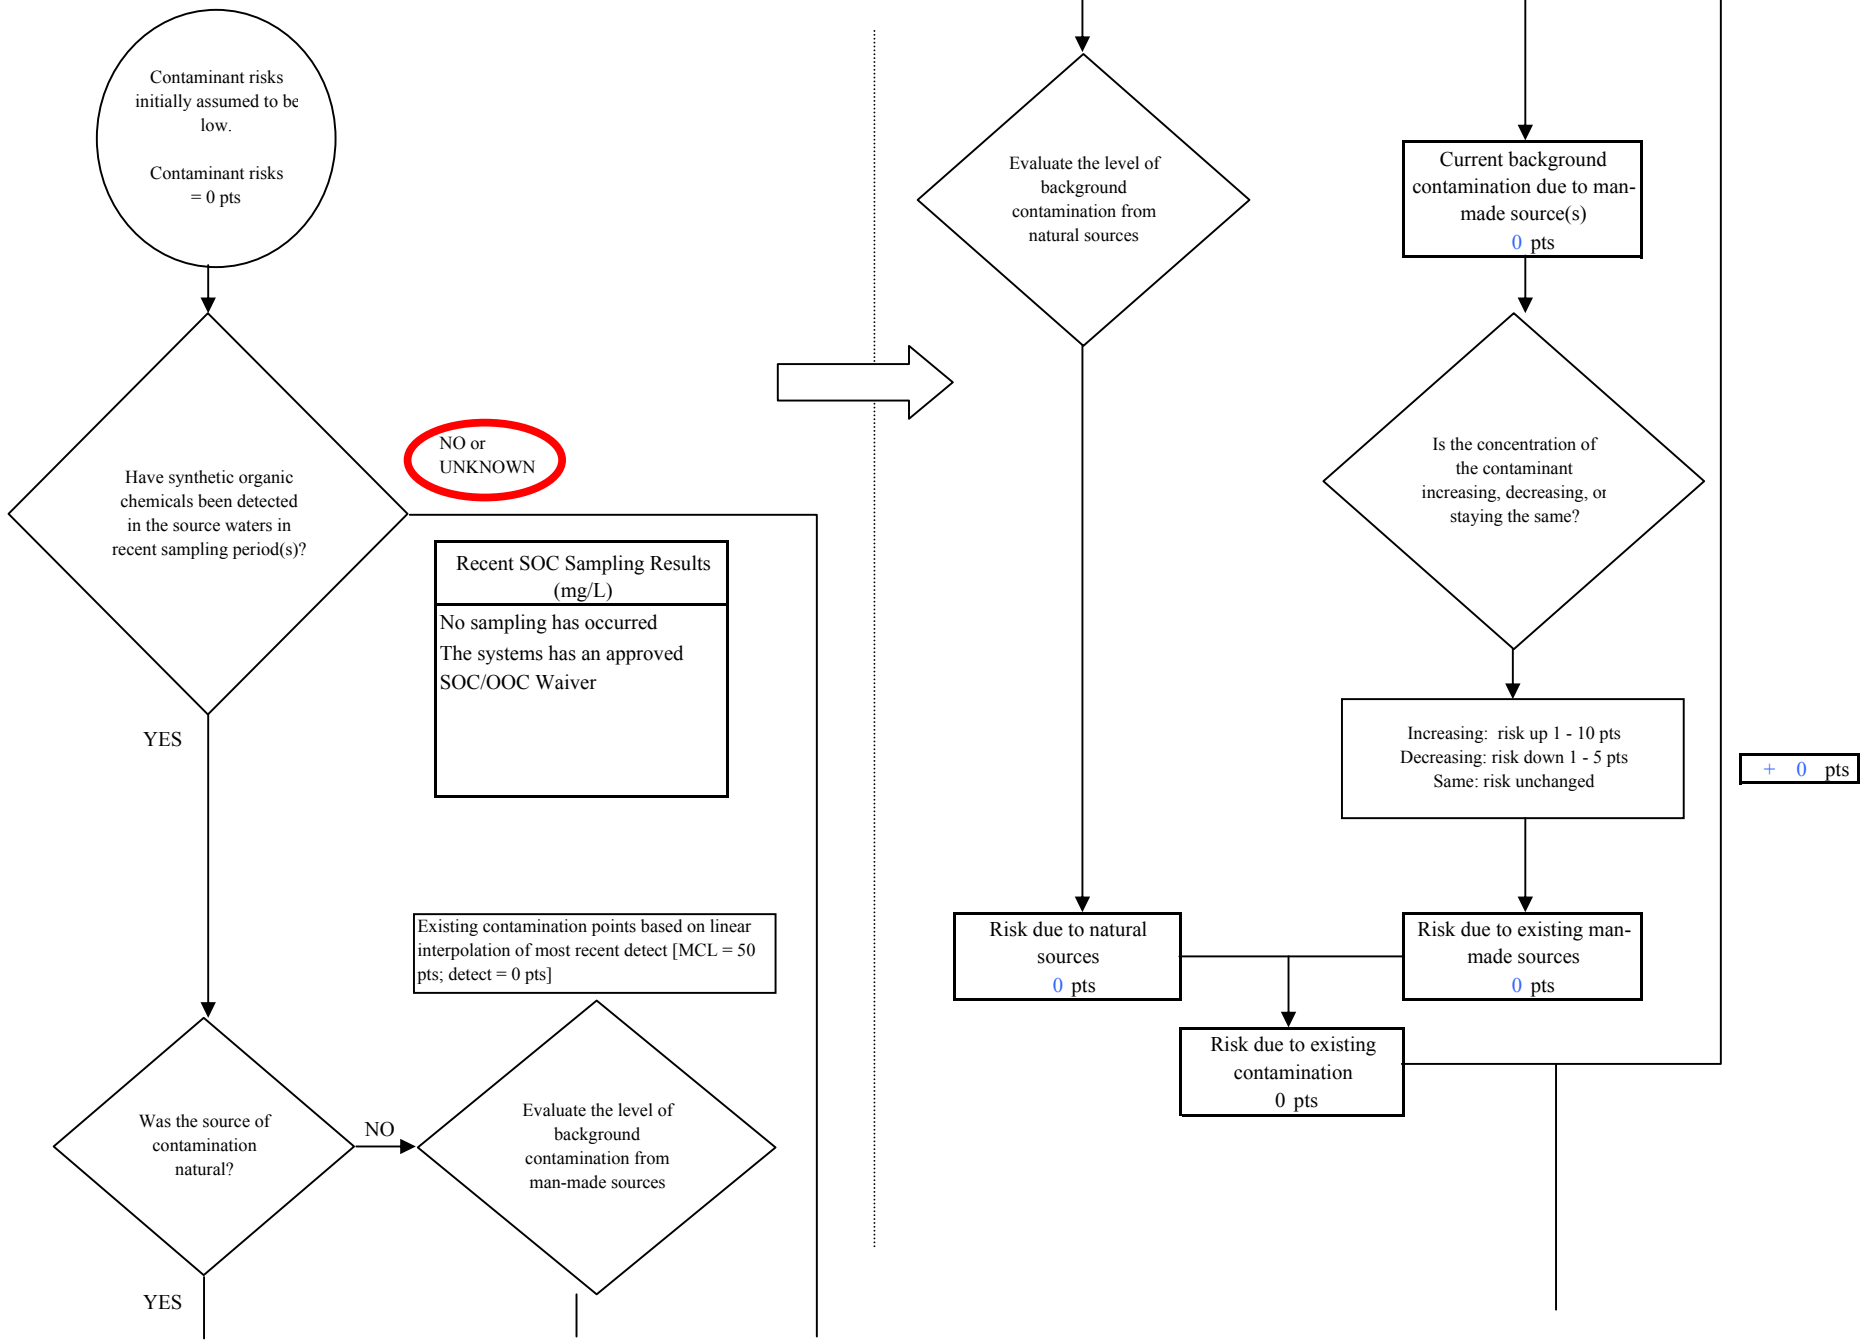 Contaminant risks
initially assumed to be
low.
Contaminant risks
= 0 pts
Have synthetic organic
chemicals been detected
in the source waters in
recent sampling period(s)?
NO or
UNKNOWN
Recent SOC Sampling Results
(mg/L)
No sampling has occurred
The systems has an approved
SOC/OOC Waiver
YES
Existing contamination points based on linear
interpolation of most recent detect [MCL = 50
pts; detect = 0 pts]
Was the source of
contamination
natural?
NO
Evaluate the level of
background
contamination from
man-made sources
YES
Evaluate the level of
background
contamination from
natural sources
Current background
contamination due to man-
made source(s)
0 pts
Is the concentration of
the contaminant
increasing, decreasing, or
staying the same?
Increasing: risk up 1 - 10 pts
Decreasing: risk down 1 - 5 pts
Same: risk unchanged
+ 0 pts
Risk due to natural
sources
0 pts
Risk due to existing man-
made sources
0 pts
Risk due to existing
contamination
0 pts